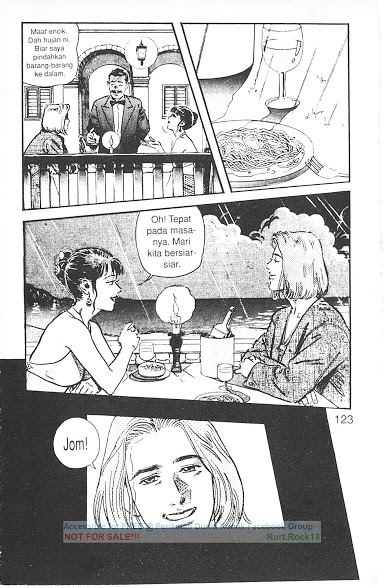 Maaf encik.
Dah hujan ni.
Biar saya
pindahkan
barang-barang
ke dalam.
Oh! Tepat
pada masa-
nya. Mari
kita bersiar-
siar.
123
Jom!
NOT FOR SALE!!!
Kurt.Rock13